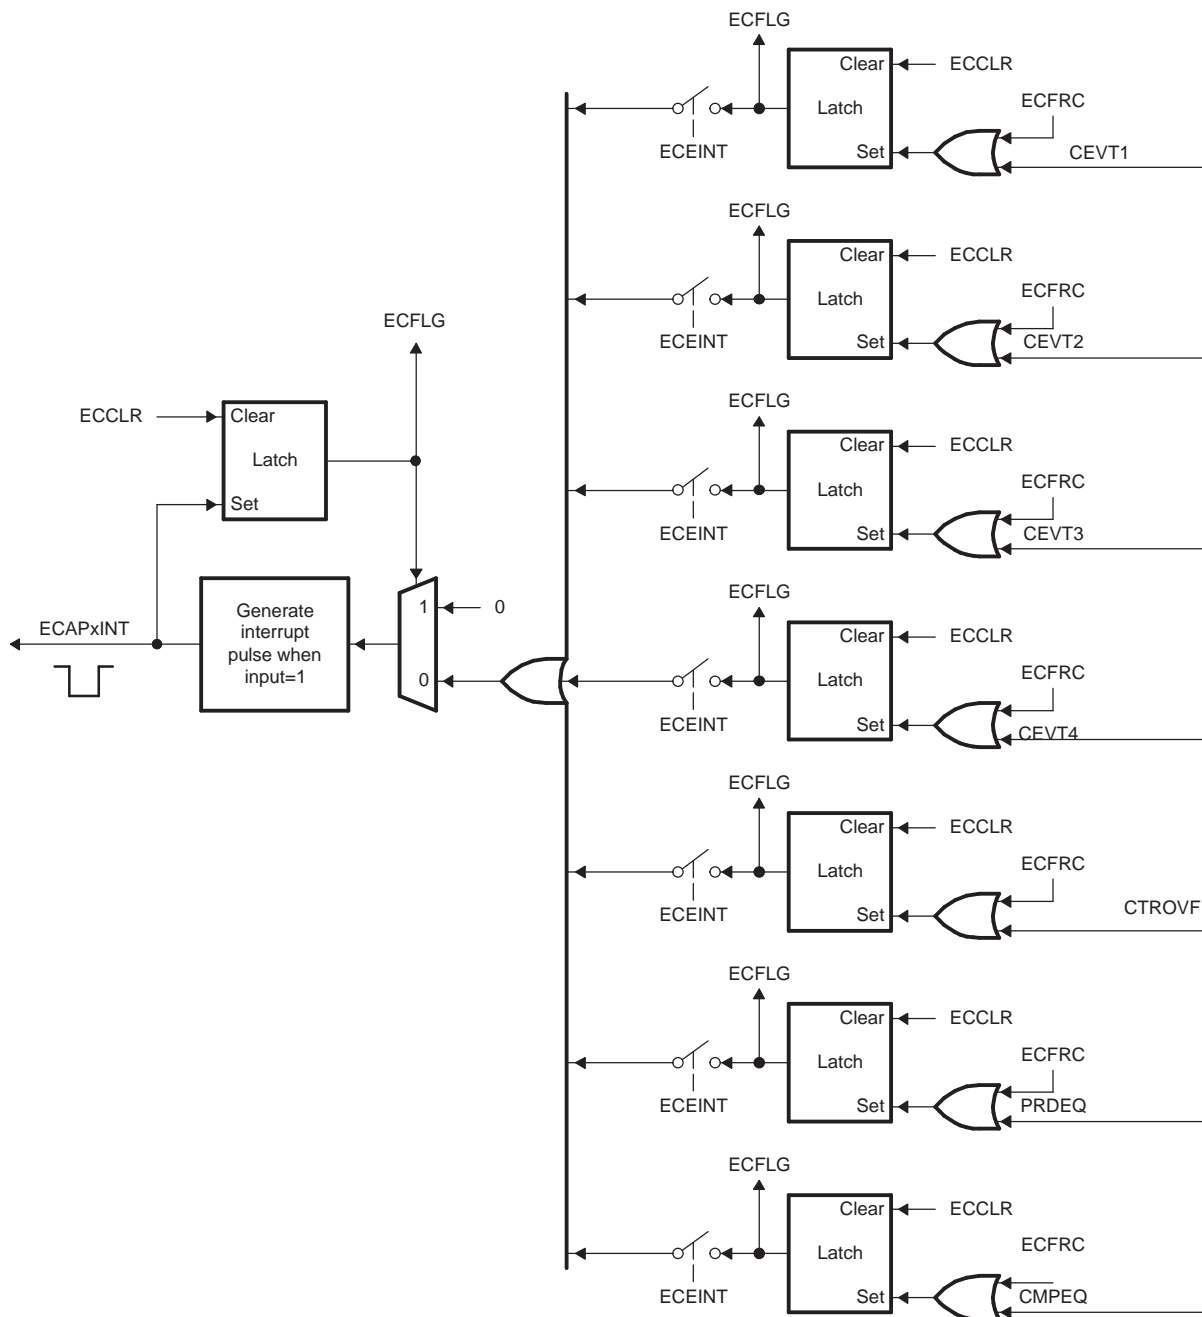 ECFLG
Clear
ECCLR
Latch
ECFRC
ECEINT
Set
CEVT1
ECFLG
Clear
ECCLR
Latch
ECFRC
ECEINT
Set
CEVT2
ECFLG
Clear
ECCLR
Latch
ECFRC
ECEINT
Set
CEVT3
ECFLG
Clear
ECCLR
Latch
ECFRC
ECEINT
Set
CEVT4
ECFLG
Clear
ECCLR
Latch
ECFRC
ECEINT
Set
CTROVF
ECFLG
Clear
ECCLR
Latch
ECFRC
ECEINT
Set
PRDEQ
ECFLG
Clear
ECCLR
Latch
ECFRC
ECEINT
Set
CMPEQ
ECFLG
ECCLR
Clear
Latch
Set
ECAPxINT
Generate
interrupt
pulse when
input=1
1
0
0